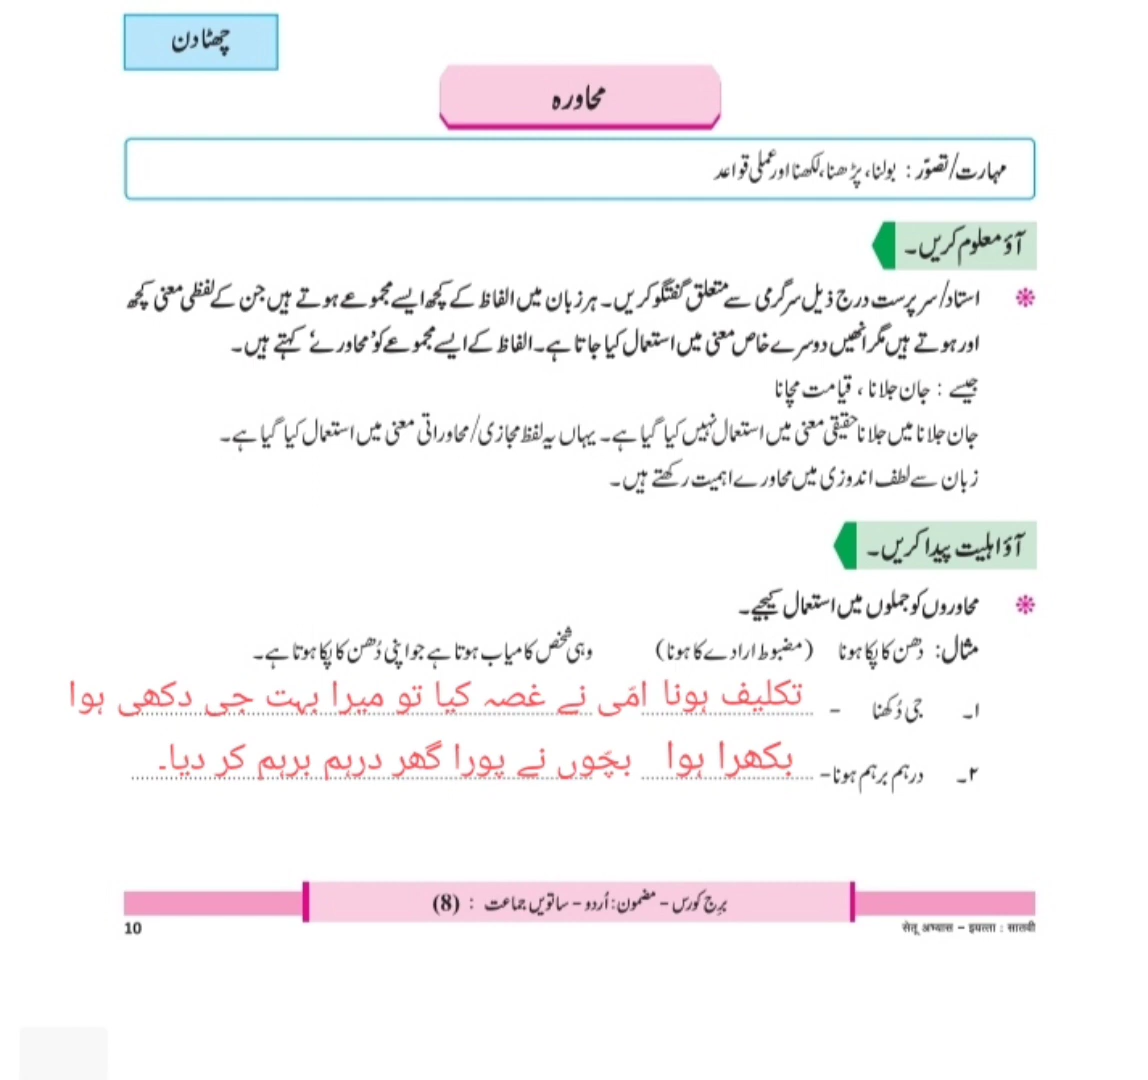 چھٹا دن
محاورہ
مہارت/تصوّر : بولنا، پڑھنا، لکھنا اور عملی قواعد
آؤ معلوم کریں۔
استاد/سرپرست درج ذیل سرگرمی سے متعلق گفتگو کریں۔ ہر زبان میں الفاظ کے کچھ ایسے مجموعے ہوتے ہیں جن کے لفظی معنی کچھ
اور ہوتے ہیں مگر انھیں دوسرے خاص معنی میں استعمال کیا جاتا ہے۔ الفاظ کے ایسے مجموعے کو ’محاورے‘ کہتے ہیں۔
جیسے : جان جلانا ، قیامت مچانا
جان جلانا میں جلانا حقیقی معنی میں استعمال نہیں کیا گیا ہے۔ یہاں یہ لفظ مجازی/محاوراتی معنی میں استعمال کیا گیا ہے۔
زبان سے لطف اندوزی میں محاورے اہمیت رکھتے ہیں۔
آؤ اہلیت پیدا کریں۔
محاوروں کو جملوں میں استعمال کیجیے۔
مثال: دھن کا پکا ہونا (مضبوط ارادے کا ہونا) وہی شخص کامیاب ہوتا ہے جو اپنی دُھن کا پکا ہوتا ہے۔
۱۔ جی دُکھنا - تکلیف ہونا امَی نے غصہ کیا تو میرا بہت جی دکھی ہوا
۲۔ درہم برہم ہونا- بکھرا ہوا بچَوں نے پورا گھر درہم برہم کر دیا۔
برِج کورس - مضمون: اُردو - ساتویں جماعت : (8)
10 सेतू अभ्यास - इयत्ता : सातवी